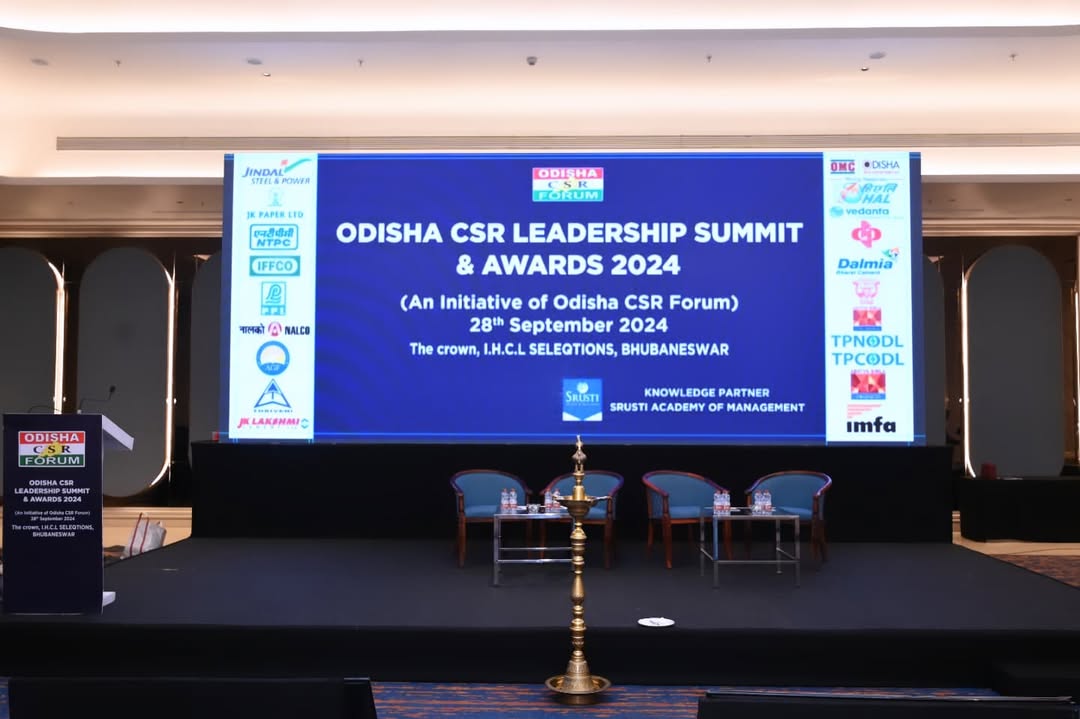 JINDAL
STEEL & POWER
JK PAPER LTD
एनटीपीसी
NTPC
IFFCO
PPL
नालको NALCO
AGIF
THRIVENI
JK LAKSHMI
ODISHA
CSR
FORUM
ODISHA CSR LEADERSHIP SUMMIT
& AWARDS 2024
(An Initiative of Odisha CSR Forum)
28th September 2024
The crown, I.H.C.L SELEQTIONS, BHUBANESWAR
SRUSTI
KNOWLEDGE PARTNER
SRUSTI ACADEMY OF MANAGEMENT
OMC ODISHA
HAL
vedanta
Dalmia
Bharat Cement
TPNODL
TPCODL
imfa
ODISHA
CSR
FORUM
ODISHA CSR
LEADERSHIP SUMMIT
& AWARDS 2024
(An Initiative of Odisha CSR Forum)
28th September 2024
The crown, I.H.C.L SELEQTIONS,
BHUBANESWAR